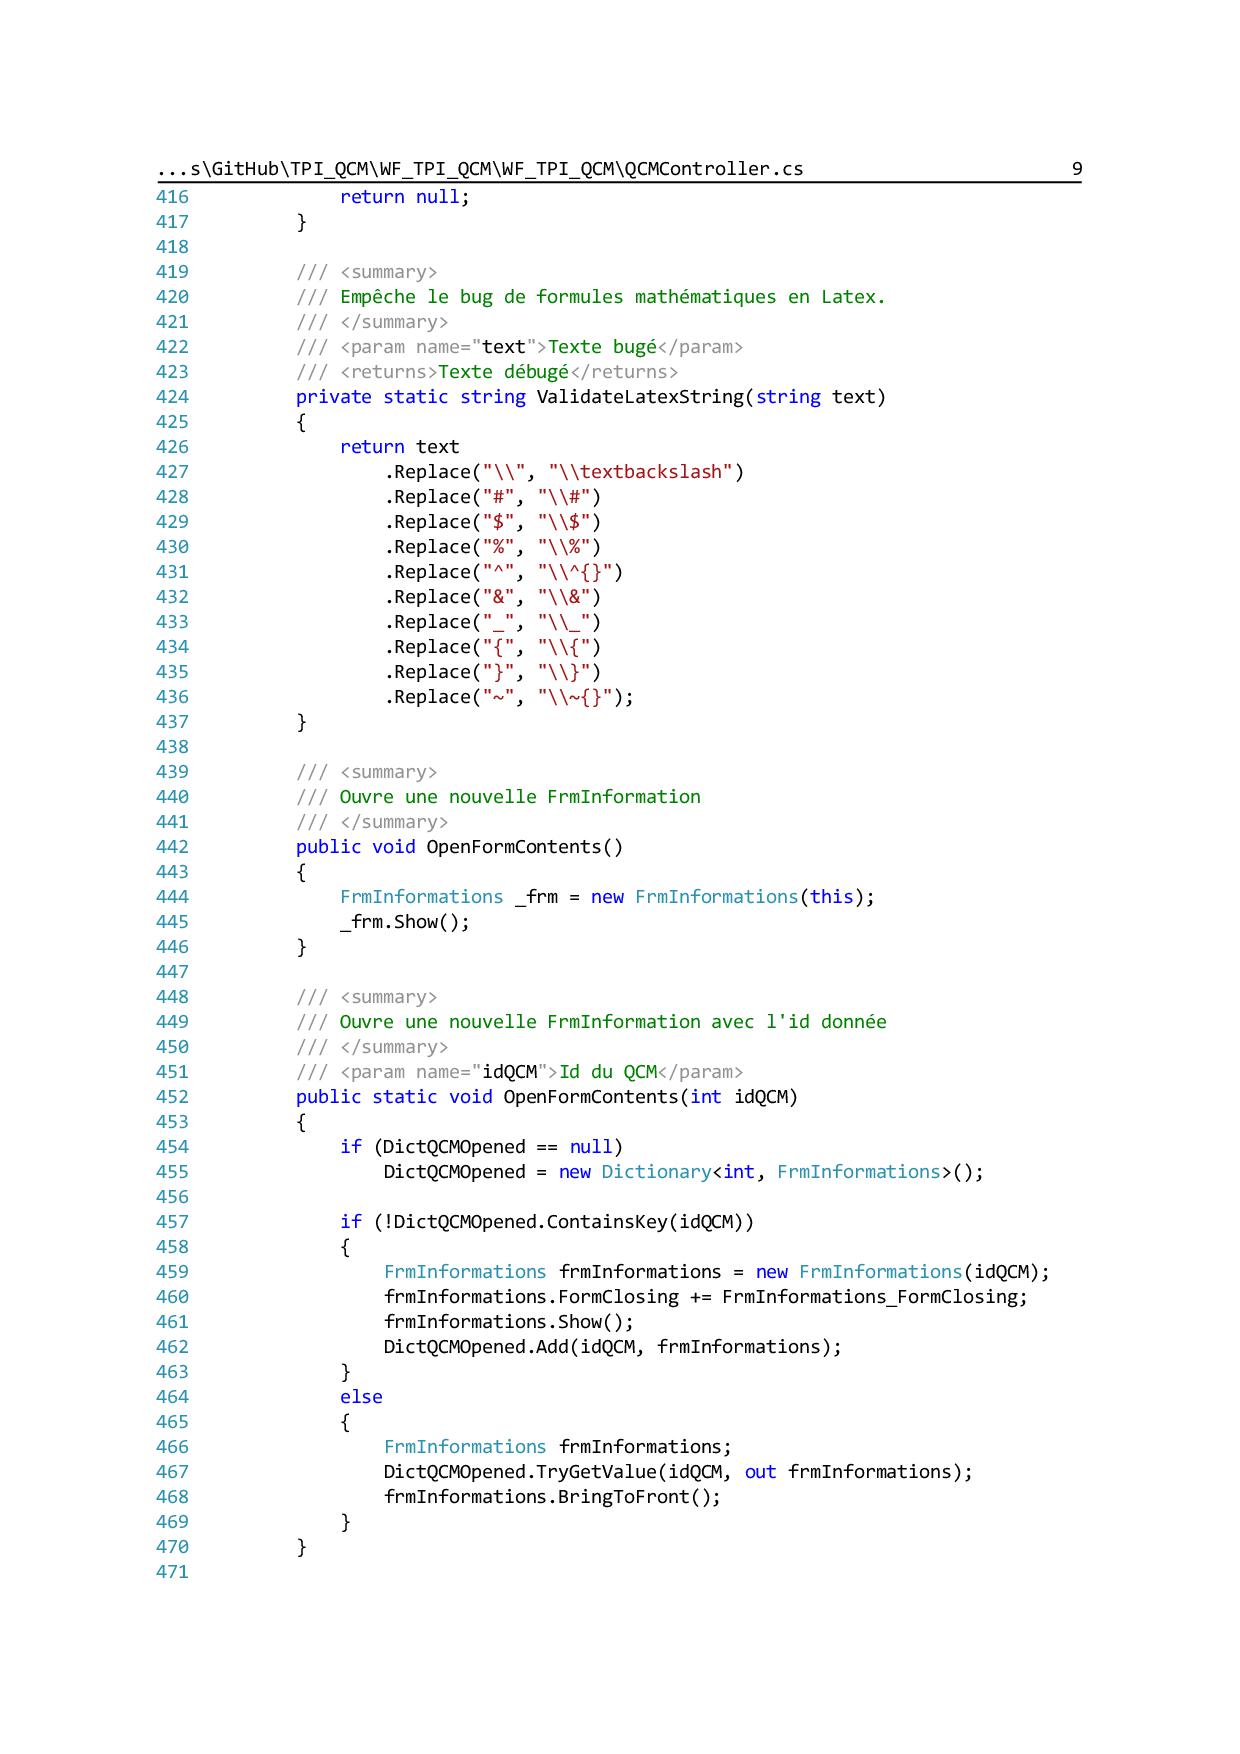 ...s\GitHub\TPI_QCM\WF_TPI_QCM\WF_TPI_QCM\QCMController.cs 9
416 return null;
417 }
418
419 /// <summary>
420 /// Empêche le bug de formules mathématiques en Latex.
421 /// </summary>
422 /// <param name="text">Texte bugé</param>
423 /// <returns>Texte débugé</returns>
424 private static string ValidateLatexString(string text)
425 {
426 return text
427 .Replace("\\", "\\textbackslash")
428 .Replace("#", "\\#")
429 .Replace("$", "\\$")
430 .Replace("%", "\\%")
431 .Replace("^", "\\^{}")
432 .Replace("&", "\\&")
433 .Replace("_", "\\_")
434 .Replace("{", "\\{")
435 .Replace("}", "\\}")
436 .Replace("~", "\\~{}");
437 }
438
439 /// <summary>
440 /// Ouvre une nouvelle FrmInformation
441 /// </summary>
442 public void OpenFormContents()
443 {
444 FrmInformations _frm = new FrmInformations(this);
445 _frm.Show();
446 }
447
448 /// <summary>
449 /// Ouvre une nouvelle FrmInformation avec l'id donnée
450 /// </summary>
451 /// <param name="idQCM">Id du QCM</param>
452 public static void OpenFormContents(int idQCM)
453 {
454 if (DictQCMOpened == null)
455 DictQCMOpened = new Dictionary<int, FrmInformations>();
456
457 if (!DictQCMOpened.ContainsKey(idQCM))
458 {
459 FrmInformations frmInformations = new FrmInformations(idQCM);
460 frmInformations.FormClosing += FrmInformations_FormClosing;
461 frmInformations.Show();
462 DictQCMOpened.Add(idQCM, frmInformations);
463 }
464 else
465 {
466 FrmInformations frmInformations;
467 DictQCMOpened.TryGetValue(idQCM, out frmInformations);
468 frmInformations.BringToFront();
469 }
470 }
471